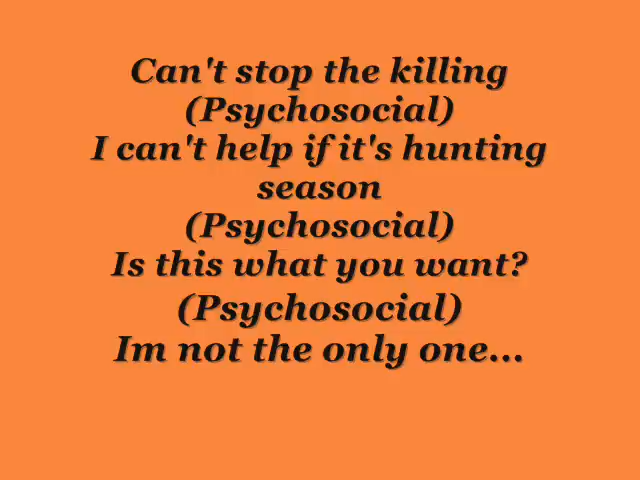 Can't stop the killing
(Psychosocial)
I can't help if it's hunting
season
(Psychosocial)
Is this what you want?
(Psychosocial)
Im not the only one...